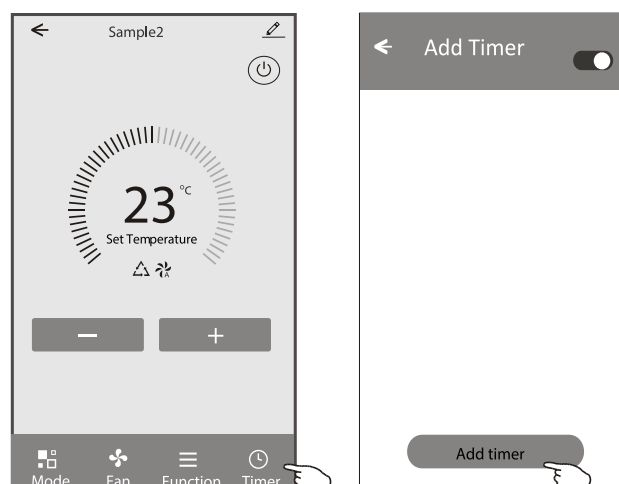 Sample2
23°C
Set Temperature
A
Mode Fan Function Timer
Add Timer
Add timer